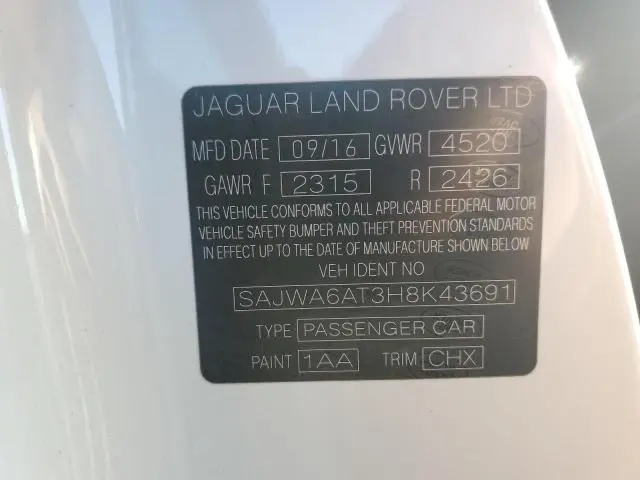 JAGUAR LAND ROVER LTD
MFD DATE 09/16 GVWR 4520
GAWR F 2315 R 2426
THIS VEHICLE CONFORMS TO ALL APPLICABLE FEDERAL MOTOR
VEHICLE SAFETY BUMPER AND THEFT PREVENTION STANDARDS
IN EFFECT UP TO THE DATE OF MANUFACTURE SHOWN BELOW
VEH IDENT NO
SAJWA6AT3H8K43691
TYPE PASSENGER CAR
PAINT 1AA TRIM CHX